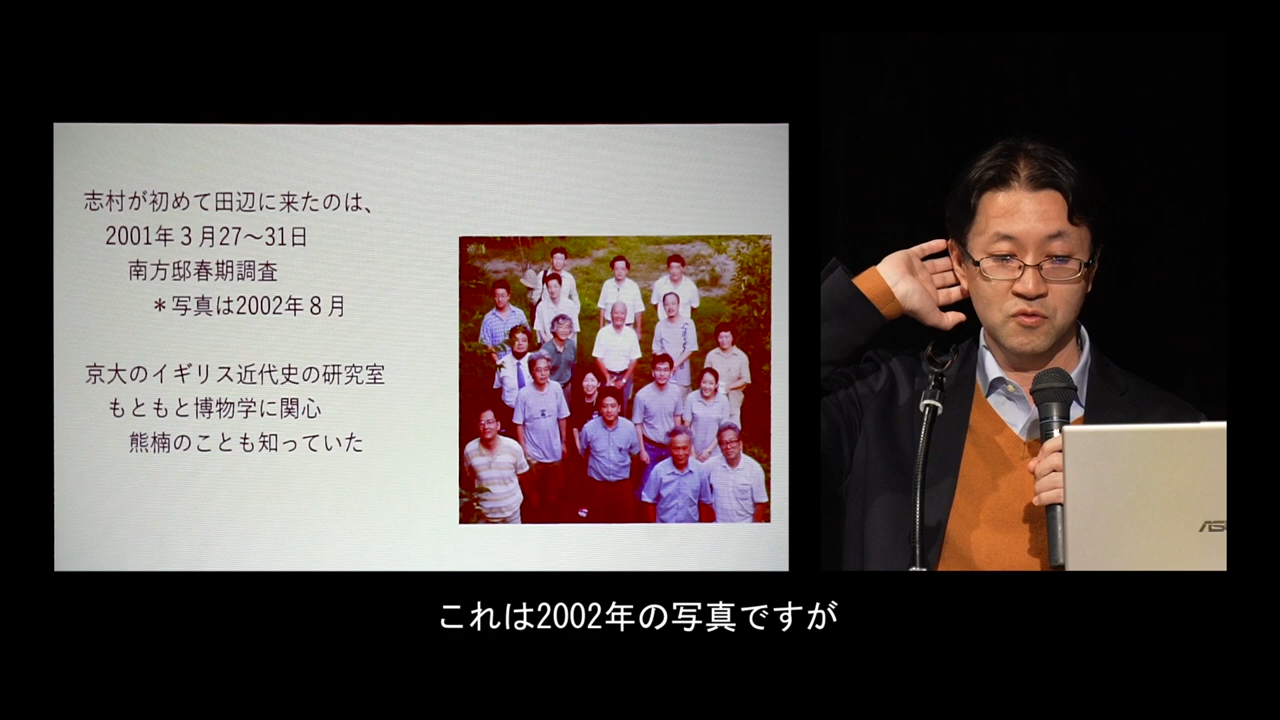 志村が初めて田辺に来たのは、
2001年３月27～31日
南方邸春期調査
＊写真は2002年８月
京大のイギリス近代史の研究室
もともと博物学に関心
熊楠のことも知っていた
これは2002年の写真ですが